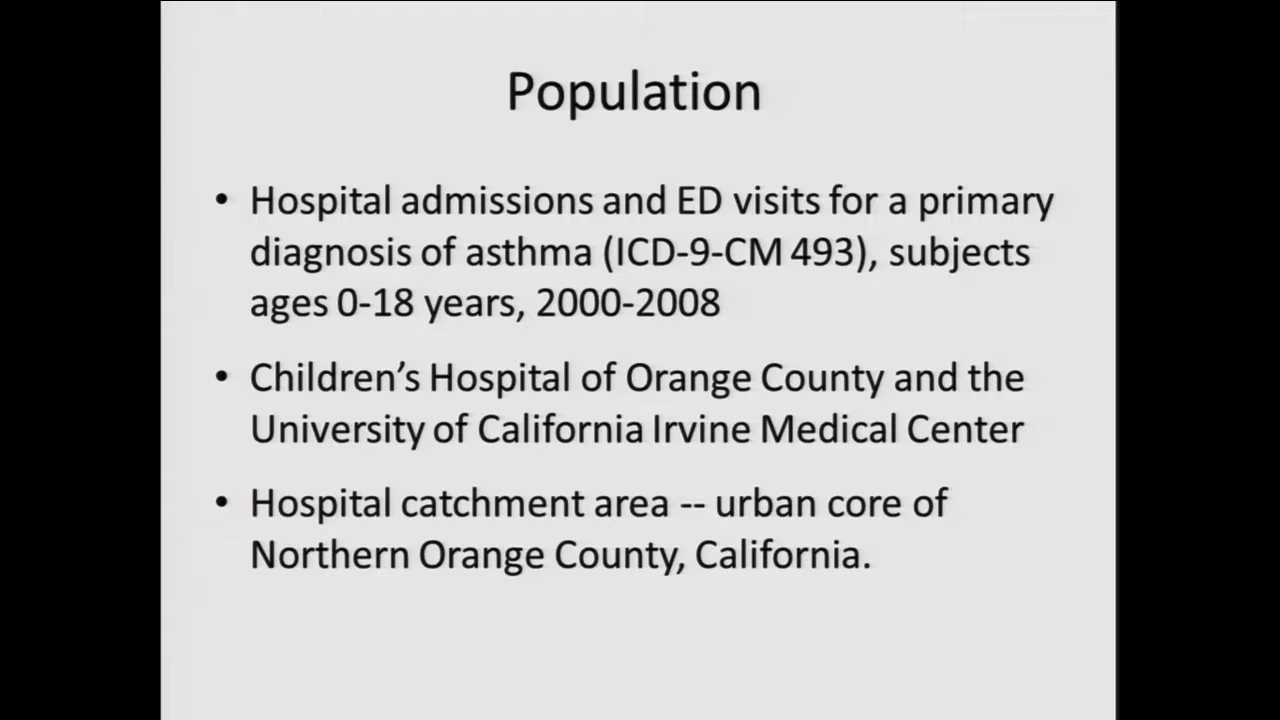 Population
• Hospital admissions and ED visits for a primary
diagnosis of asthma (ICD-9-CM 493), subjects
ages 0-18 years, 2000-2008
• Children’s Hospital of Orange County and the
University of California Irvine Medical Center
• Hospital catchment area -- urban core of
Northern Orange County, California.